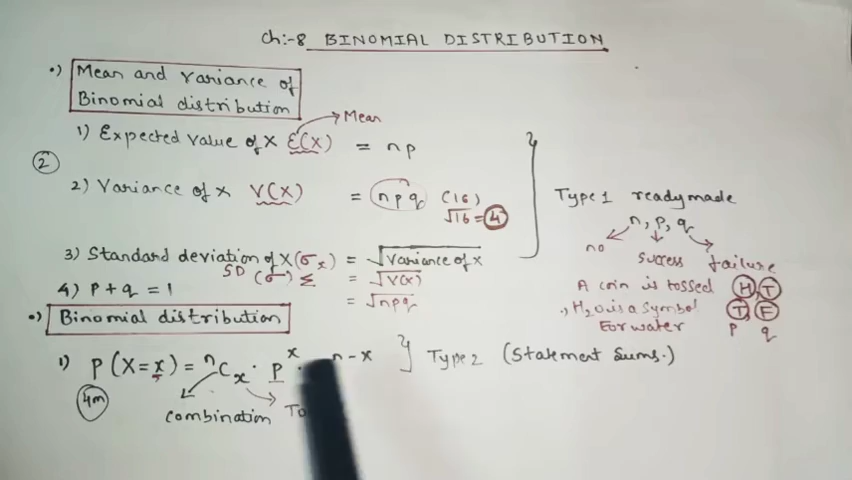 Ch:-8 BINOMIAL DISTRIBUTION
•) Mean and variance of
Binomial distribution
1) Expected value of X E(X) = np
Mean
2
2) Variance of x V(X) = npq (16)
√16 = 4
Type 1 readymade
n, p, q
no success failure
3) Standard deviation of X (σx) = √Variance of x
SD (σ) = √V(X)
= √npq
4) P + q = 1
A coin is tossed H, T
H2O is a symbol T, F
For water P q
•) Binomial distribution
1) P (X = x) = nCx · p^x · n-x } Type 2 (Statement Sums.)
4m
combination